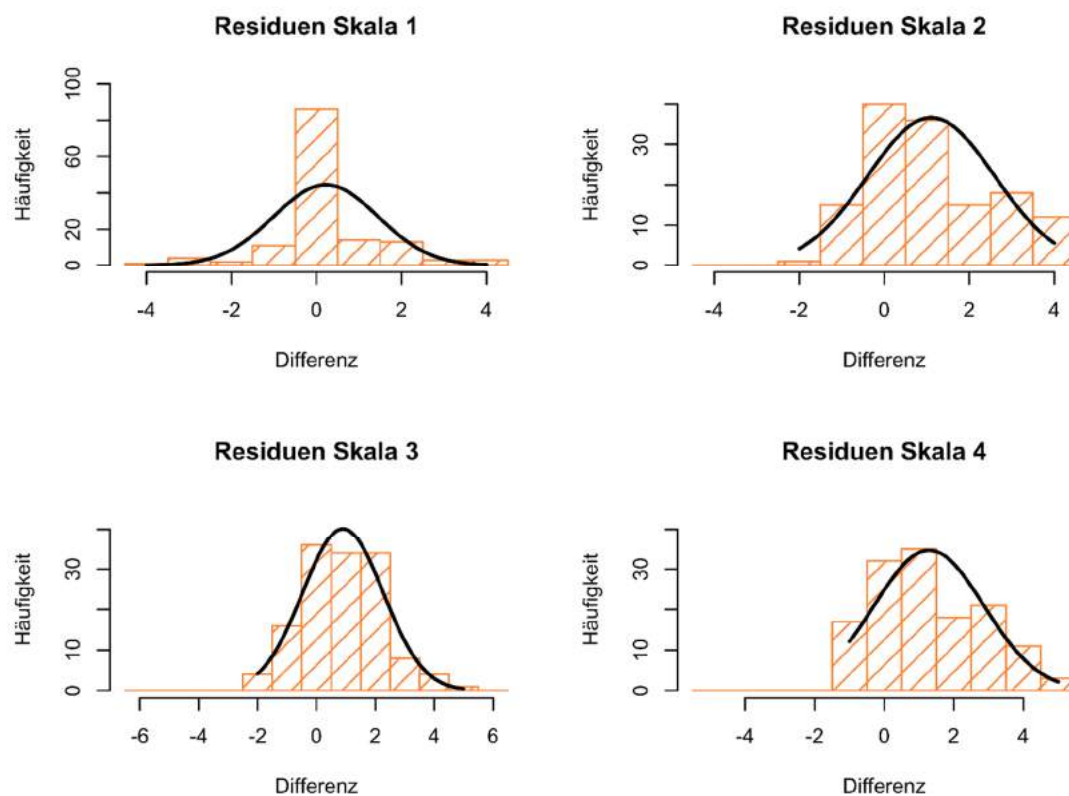 Residuen Skala 1
Häufigkeit
0 20 60 100
-4 -2 0 2 4
Differenz
Residuen Skala 2
Häufigkeit
10 30
-4 -2 0 2 4
Differenz
Residuen Skala 3
Häufigkeit
0 10 30
-6 -4 -2 0 2 4 6
Differenz
Residuen Skala 4
Häufigkeit
0 10 30
-4 -2 0 2 4
Differenz